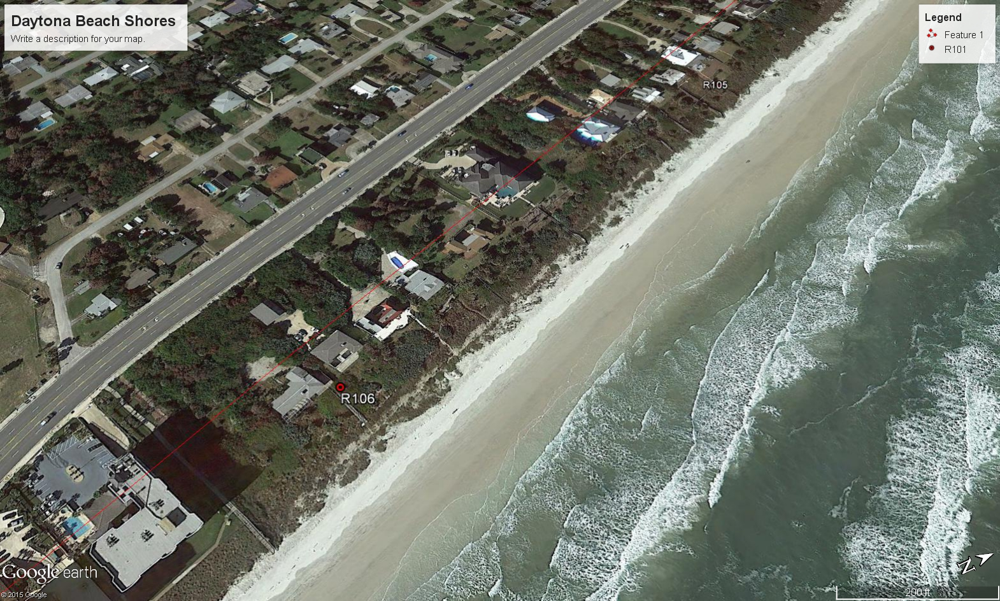 Daytona Beach Shores
Write a description for your map.
Legend
Feature 1
R101
R105
R106
Google earth
© 2015 Google
N
200 ft